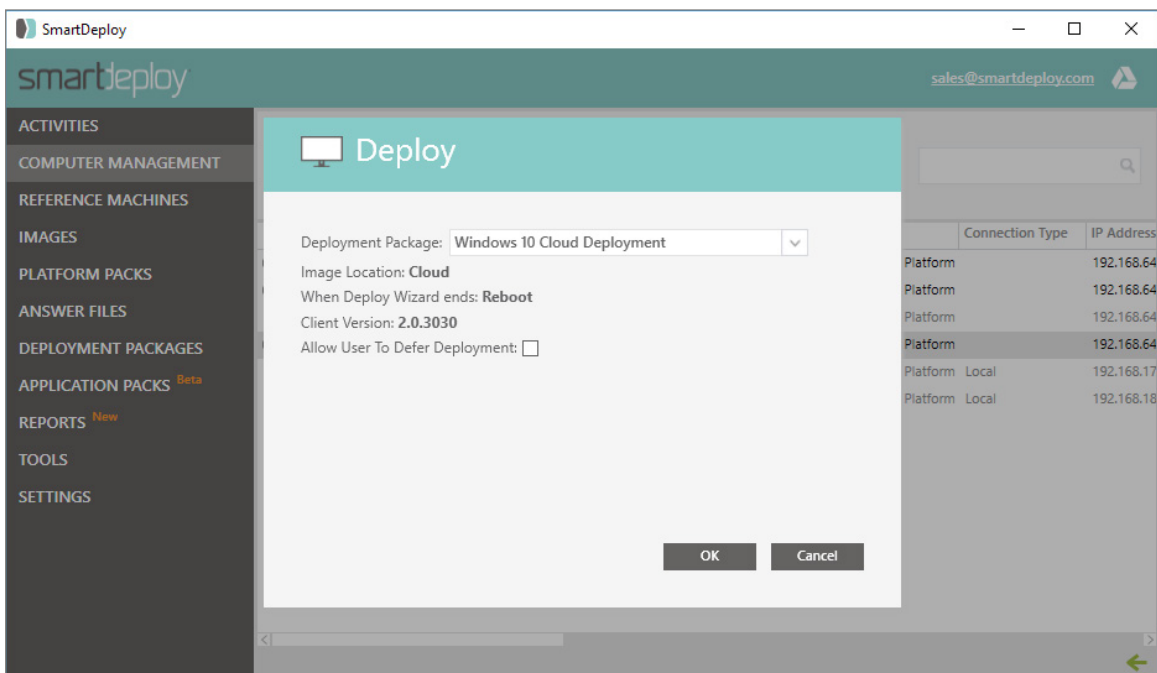 SmartDeploy
smartdeploy
sales@smartdeploy.com
ACTIVITIES
COMPUTER MANAGEMENT
REFERENCE MACHINES
IMAGES
PLATFORM PACKS
ANSWER FILES
DEPLOYMENT PACKAGES
APPLICATION PACKS Beta
REPORTS New
TOOLS
SETTINGS
Deploy
Deployment Package: Windows 10 Cloud Deployment
Image Location: Cloud
When Deploy Wizard ends: Reboot
Client Version: 2.0.3030
Allow User To Defer Deployment:
OK Cancel
Connection Type IP Address
Platform 192.168.64
Platform 192.168.64
Platform 192.168.64
Platform 192.168.64
Platform Local 192.168.17
Platform Local 192.168.18